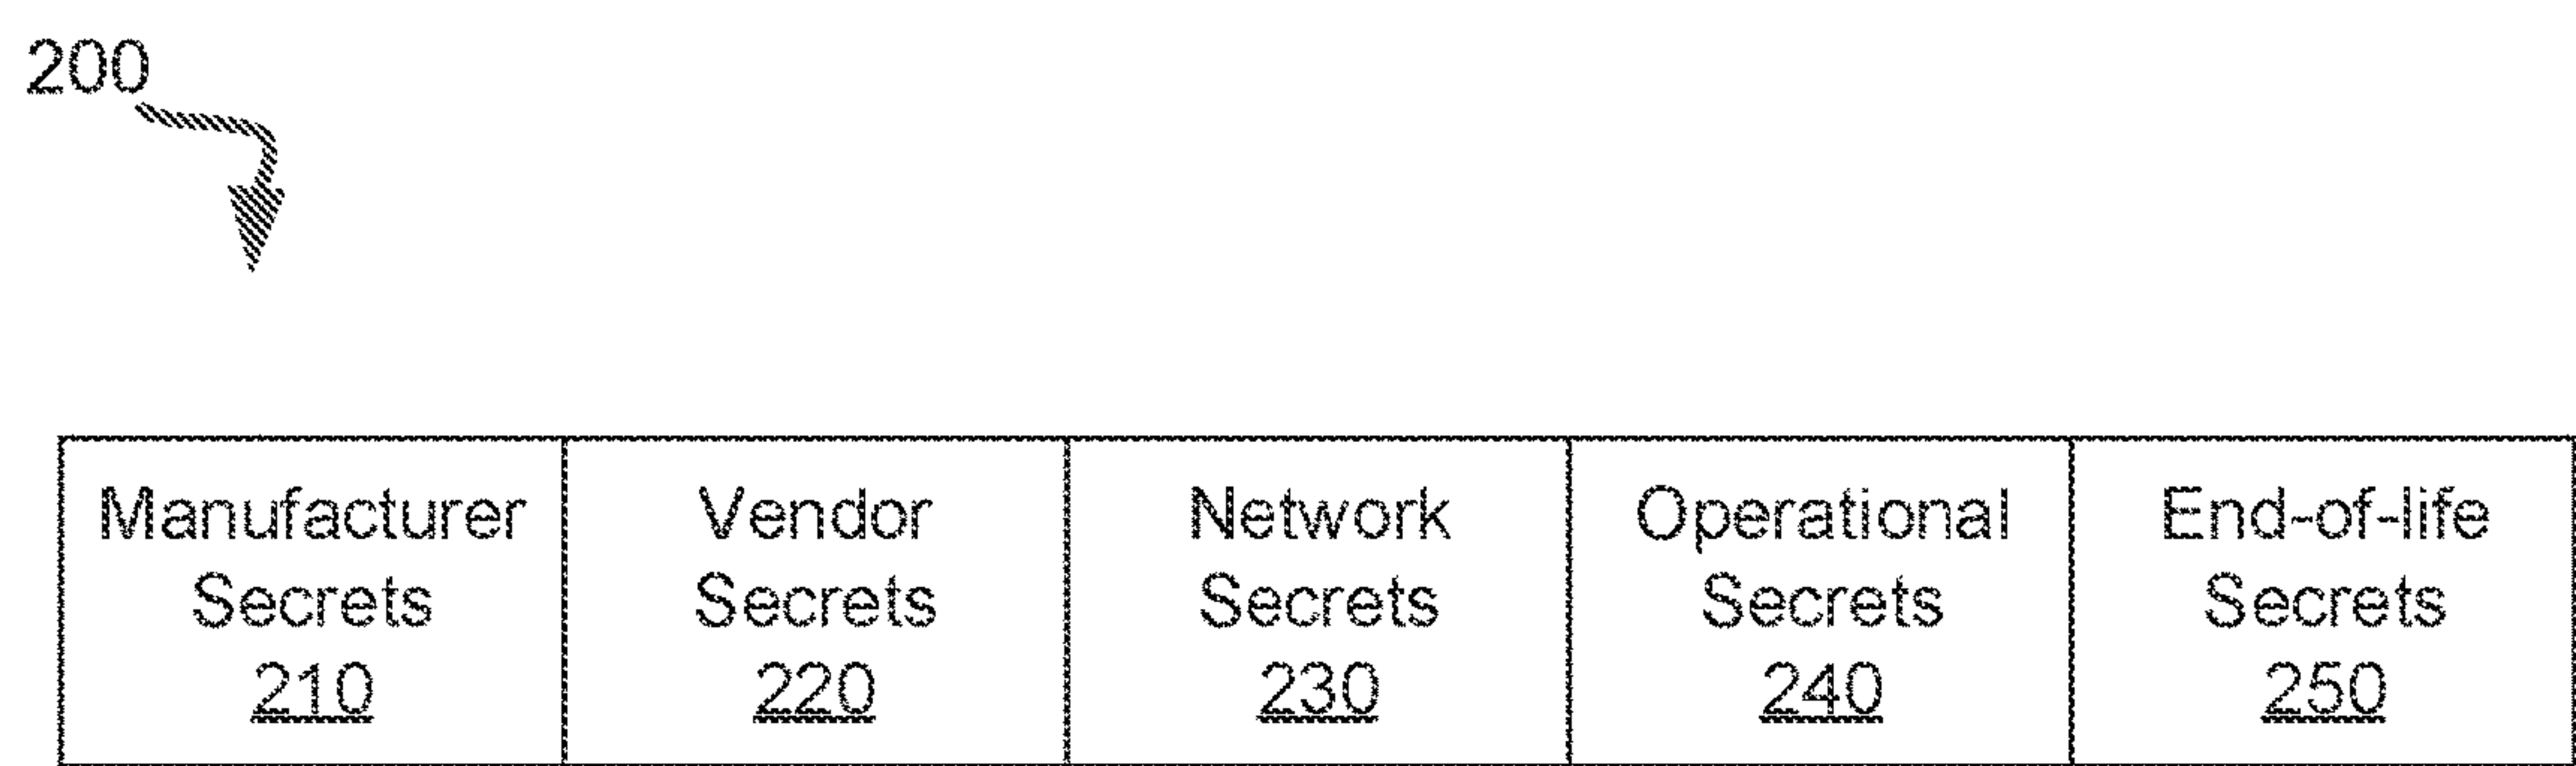 200
Manufacturer
Secrets
210
Vendor
Secrets
220
Network
Secrets
230
Operational
Secrets
240
End-of-life
Secrets
250